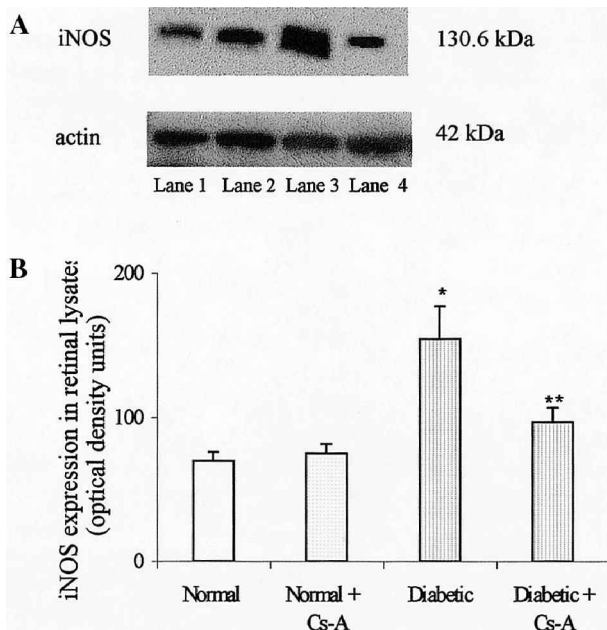 A
iNOS 130.6 kDa
actin 42 kDa
Lane 1 Lane 2 Lane 3 Lane 4
B
iNOS expression in retinal lysate:
(optical density units)
200
*
100
**
0
Normal Normal + Diabetic Diabetic +
Cs-A Cs-A